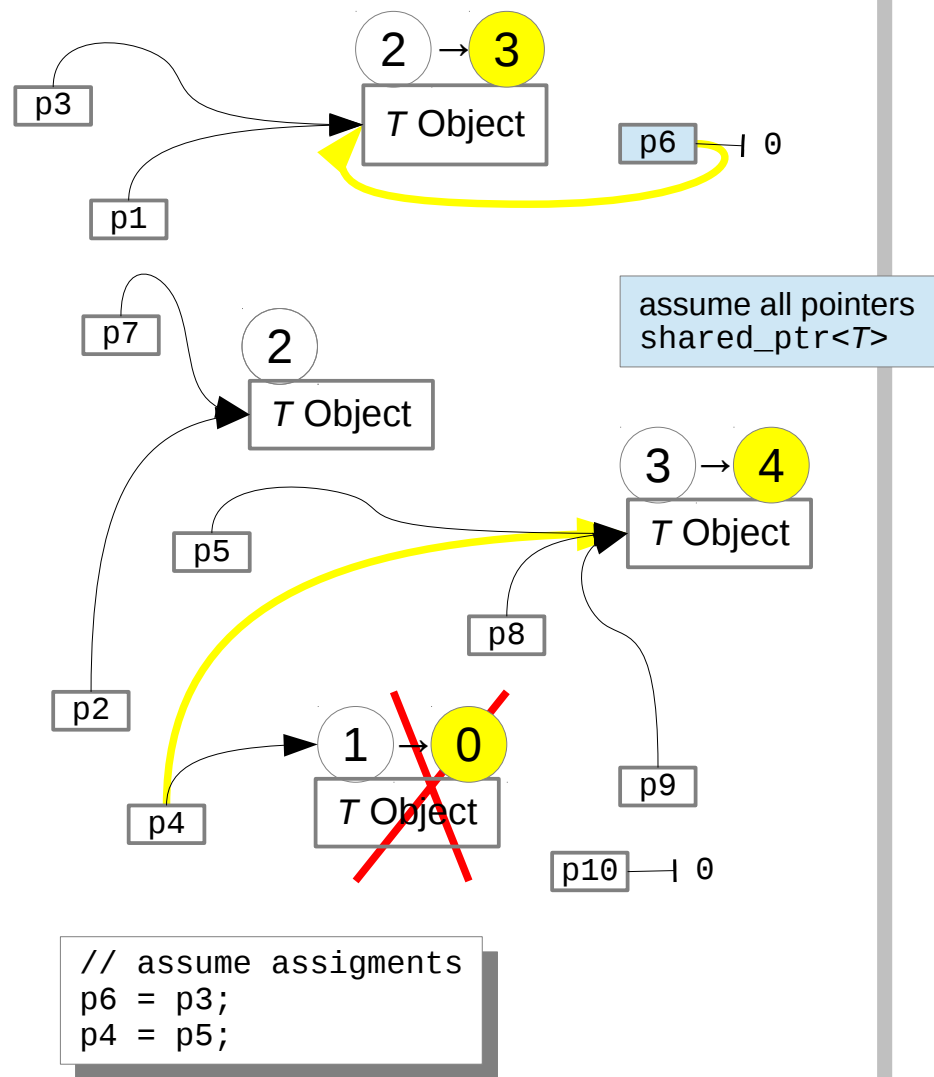 2 → 3
p3
T Object
p6
0
p1
assume all pointers
shared_ptr<T>
p7
2
T Object
3 → 4
T Object
p5
p8
p2
1 → 0
T Object
p4
p9
p10
0
// assume assigments
p6 = p3;
p4 = p5;